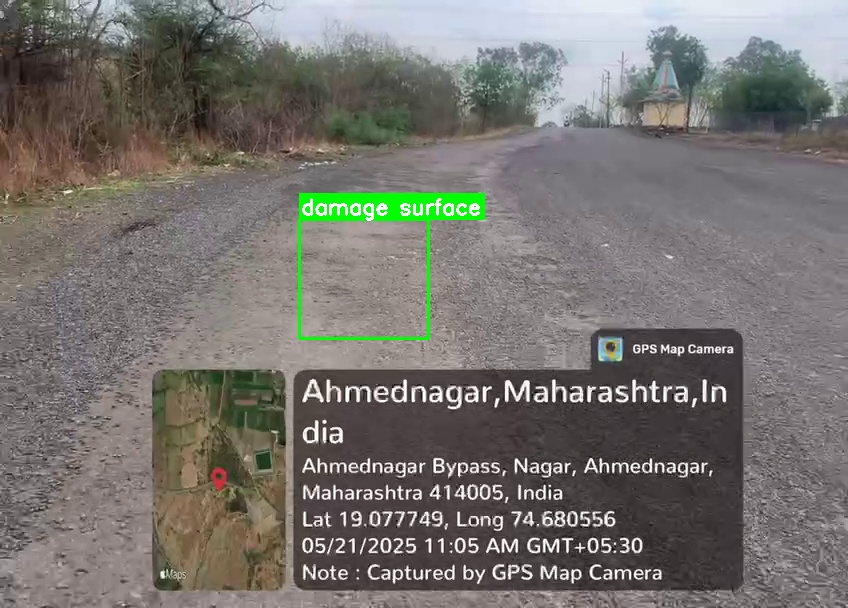 damage surface
GPS Map Camera
Ahmednagar,Maharashtra,In
dia
Ahmednagar Bypass, Nagar, Ahmednagar,
Maharashtra 414005, India
Lat 19.077749, Long 74.680556
05/21/2025 11:05 AM GMT+05:30
Note : Captured by GPS Map Camera
Maps